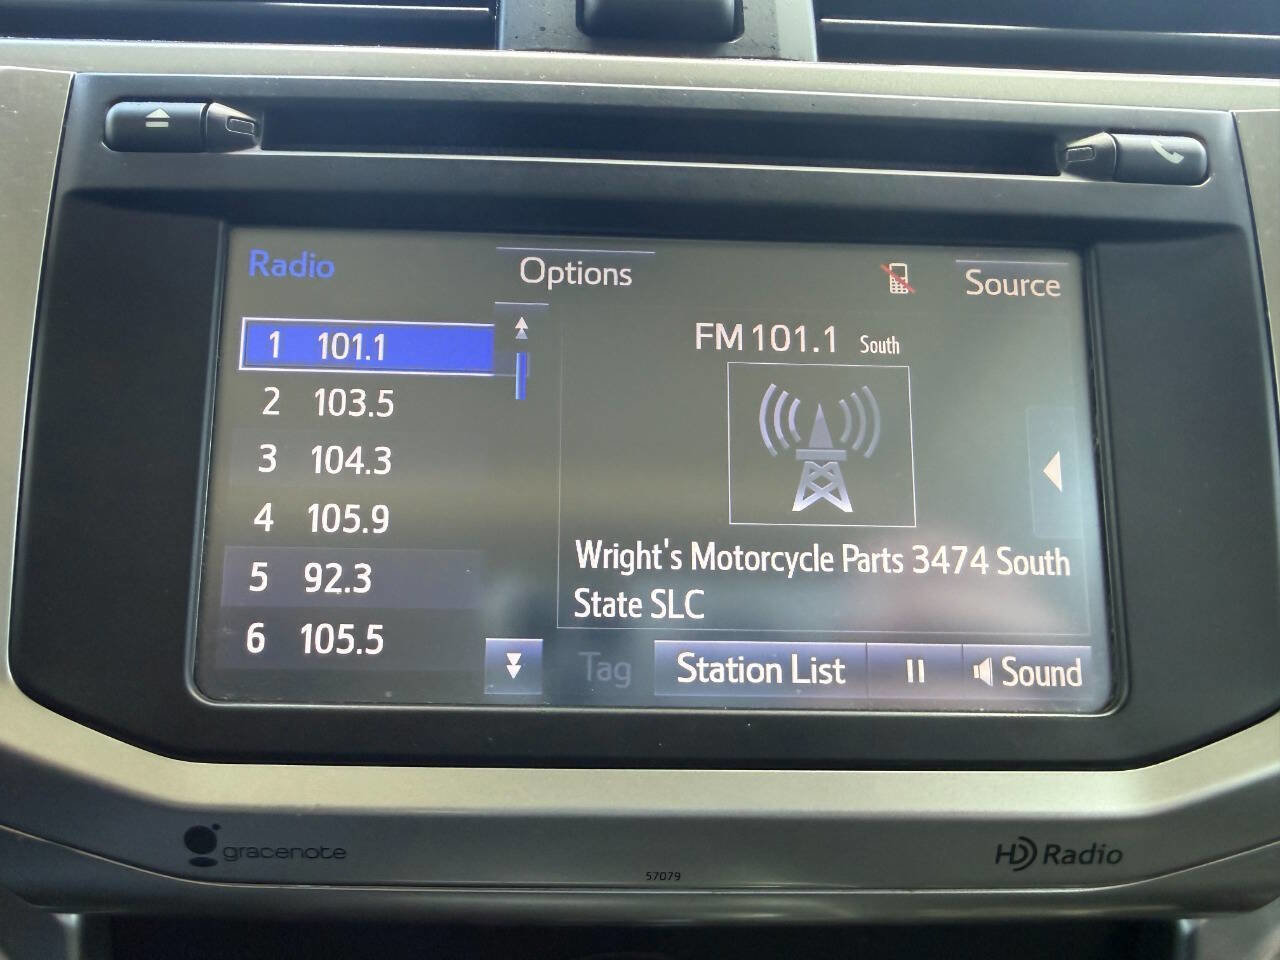 Radio
Options
Source
1 101.1
2 103.5
3 104.3
4 105.9
5 92.3
6 105.5
FM 101.1 South
Wright's Motorcycle Parts 3474 South
State SLC
Tag
Station List
Sound
gracenote
57079
HD Radio